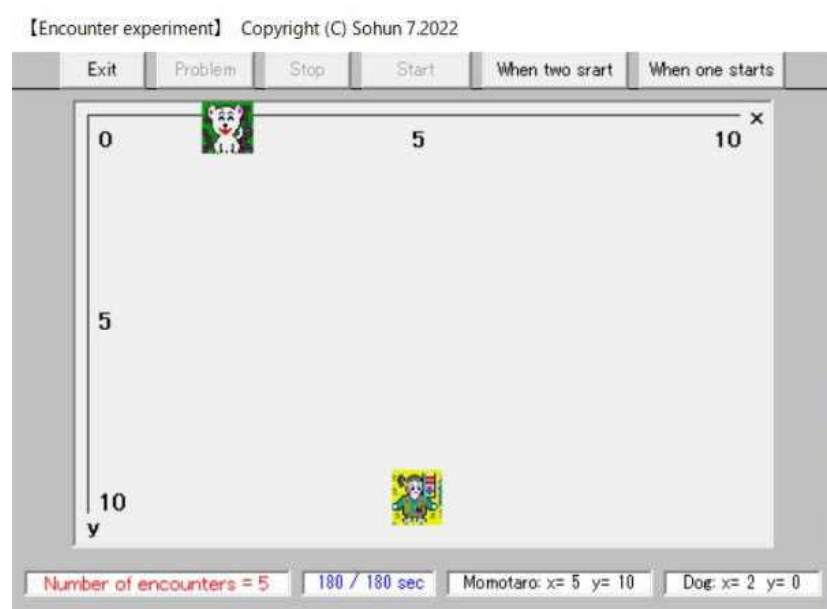 【Encounter experiment】 Copyright (C) Sohun 7.2022
Exit Problem Stop Start When two srart When one starts
x
0 5 10
5
10
y
Number of encounters = 5 180 / 180 sec Momotaro: x= 5 y= 10 Dog: x= 2 y= 0